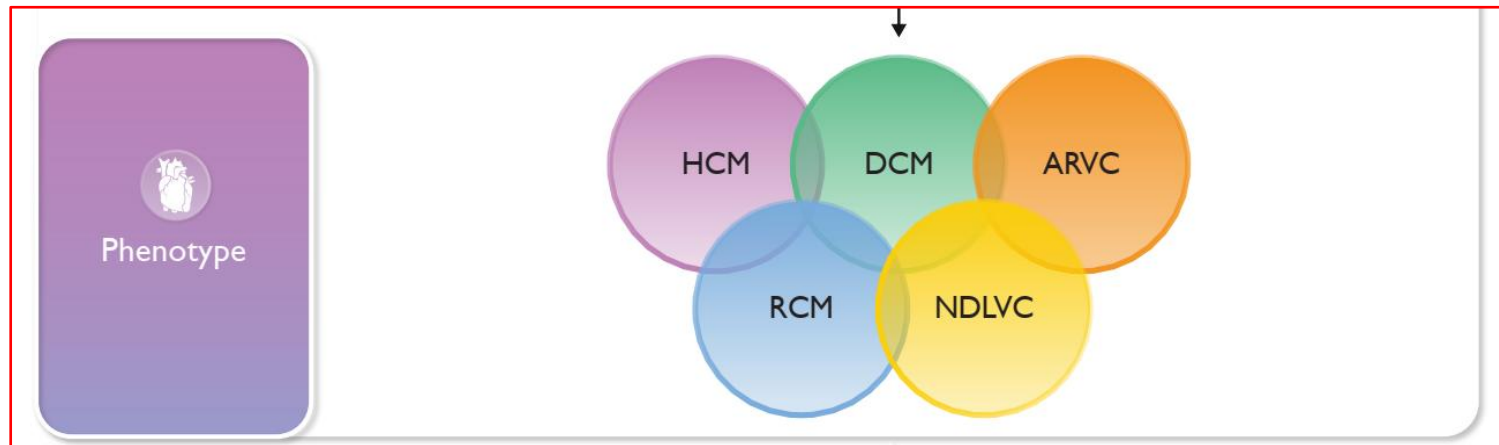 Phenotype
HCM
DCM
ARVC
RCM
NDLVC